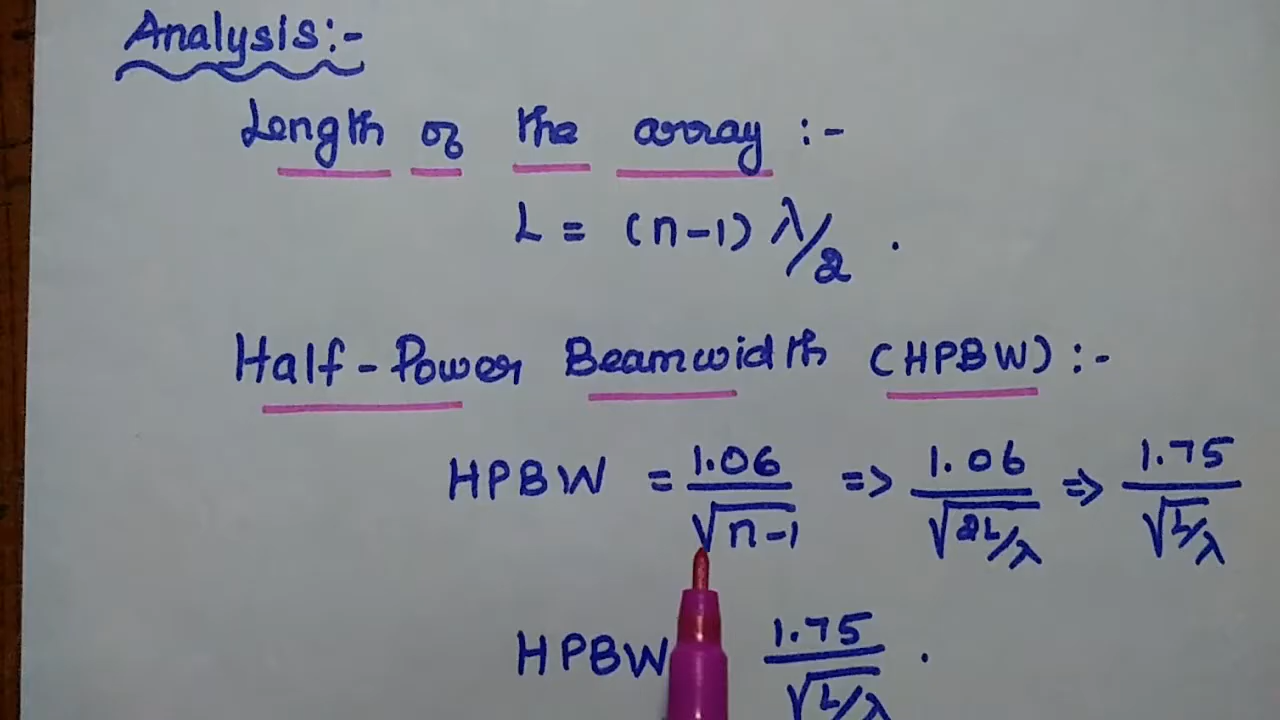 Analysis:-
Length of the array :-
L = (n-1) λ/2 .
Half-Power Beamwidth (HPBW):-
HPBW = 1.06/√(n-1) => 1.06/√(2L/λ) => 1.75/√(L/λ)
HPBW 1.75/√(L/λ) .